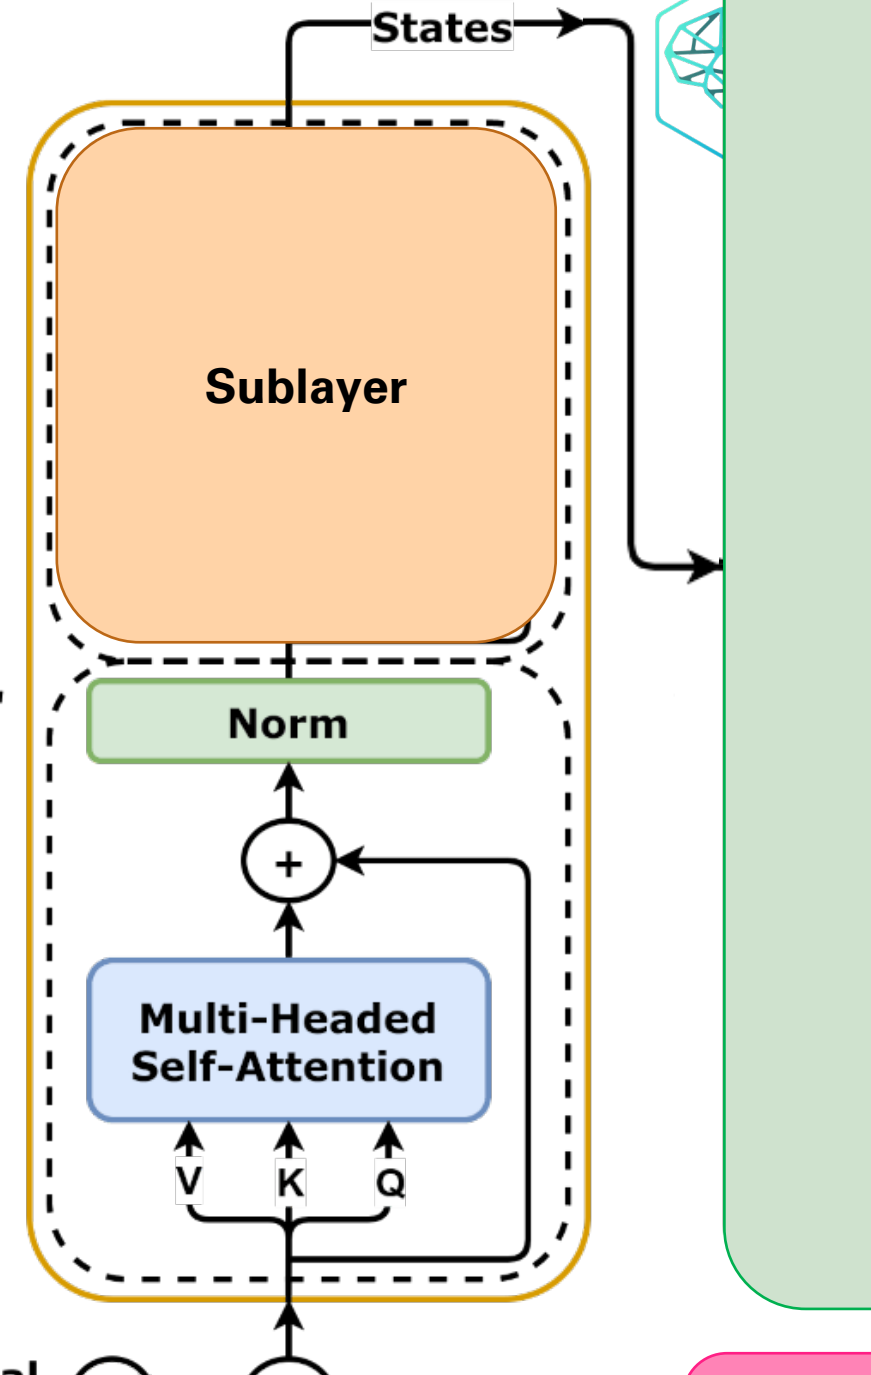 States
Sublayer
Norm
+
Multi-Headed
Self-Attention
V K Q